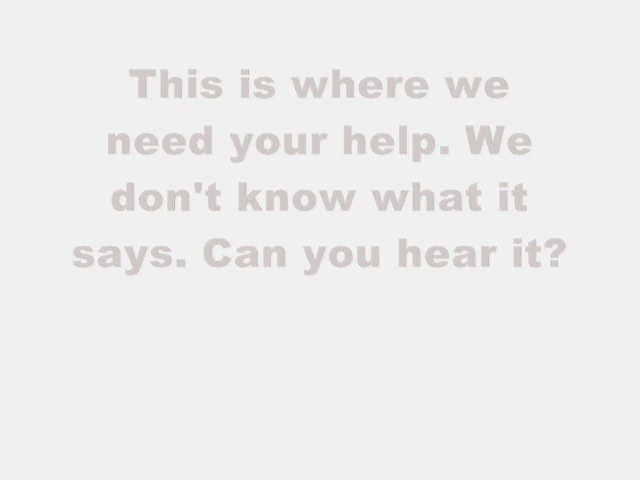 This is where we
need your help. We
don't know what it
says. Can you hear it?